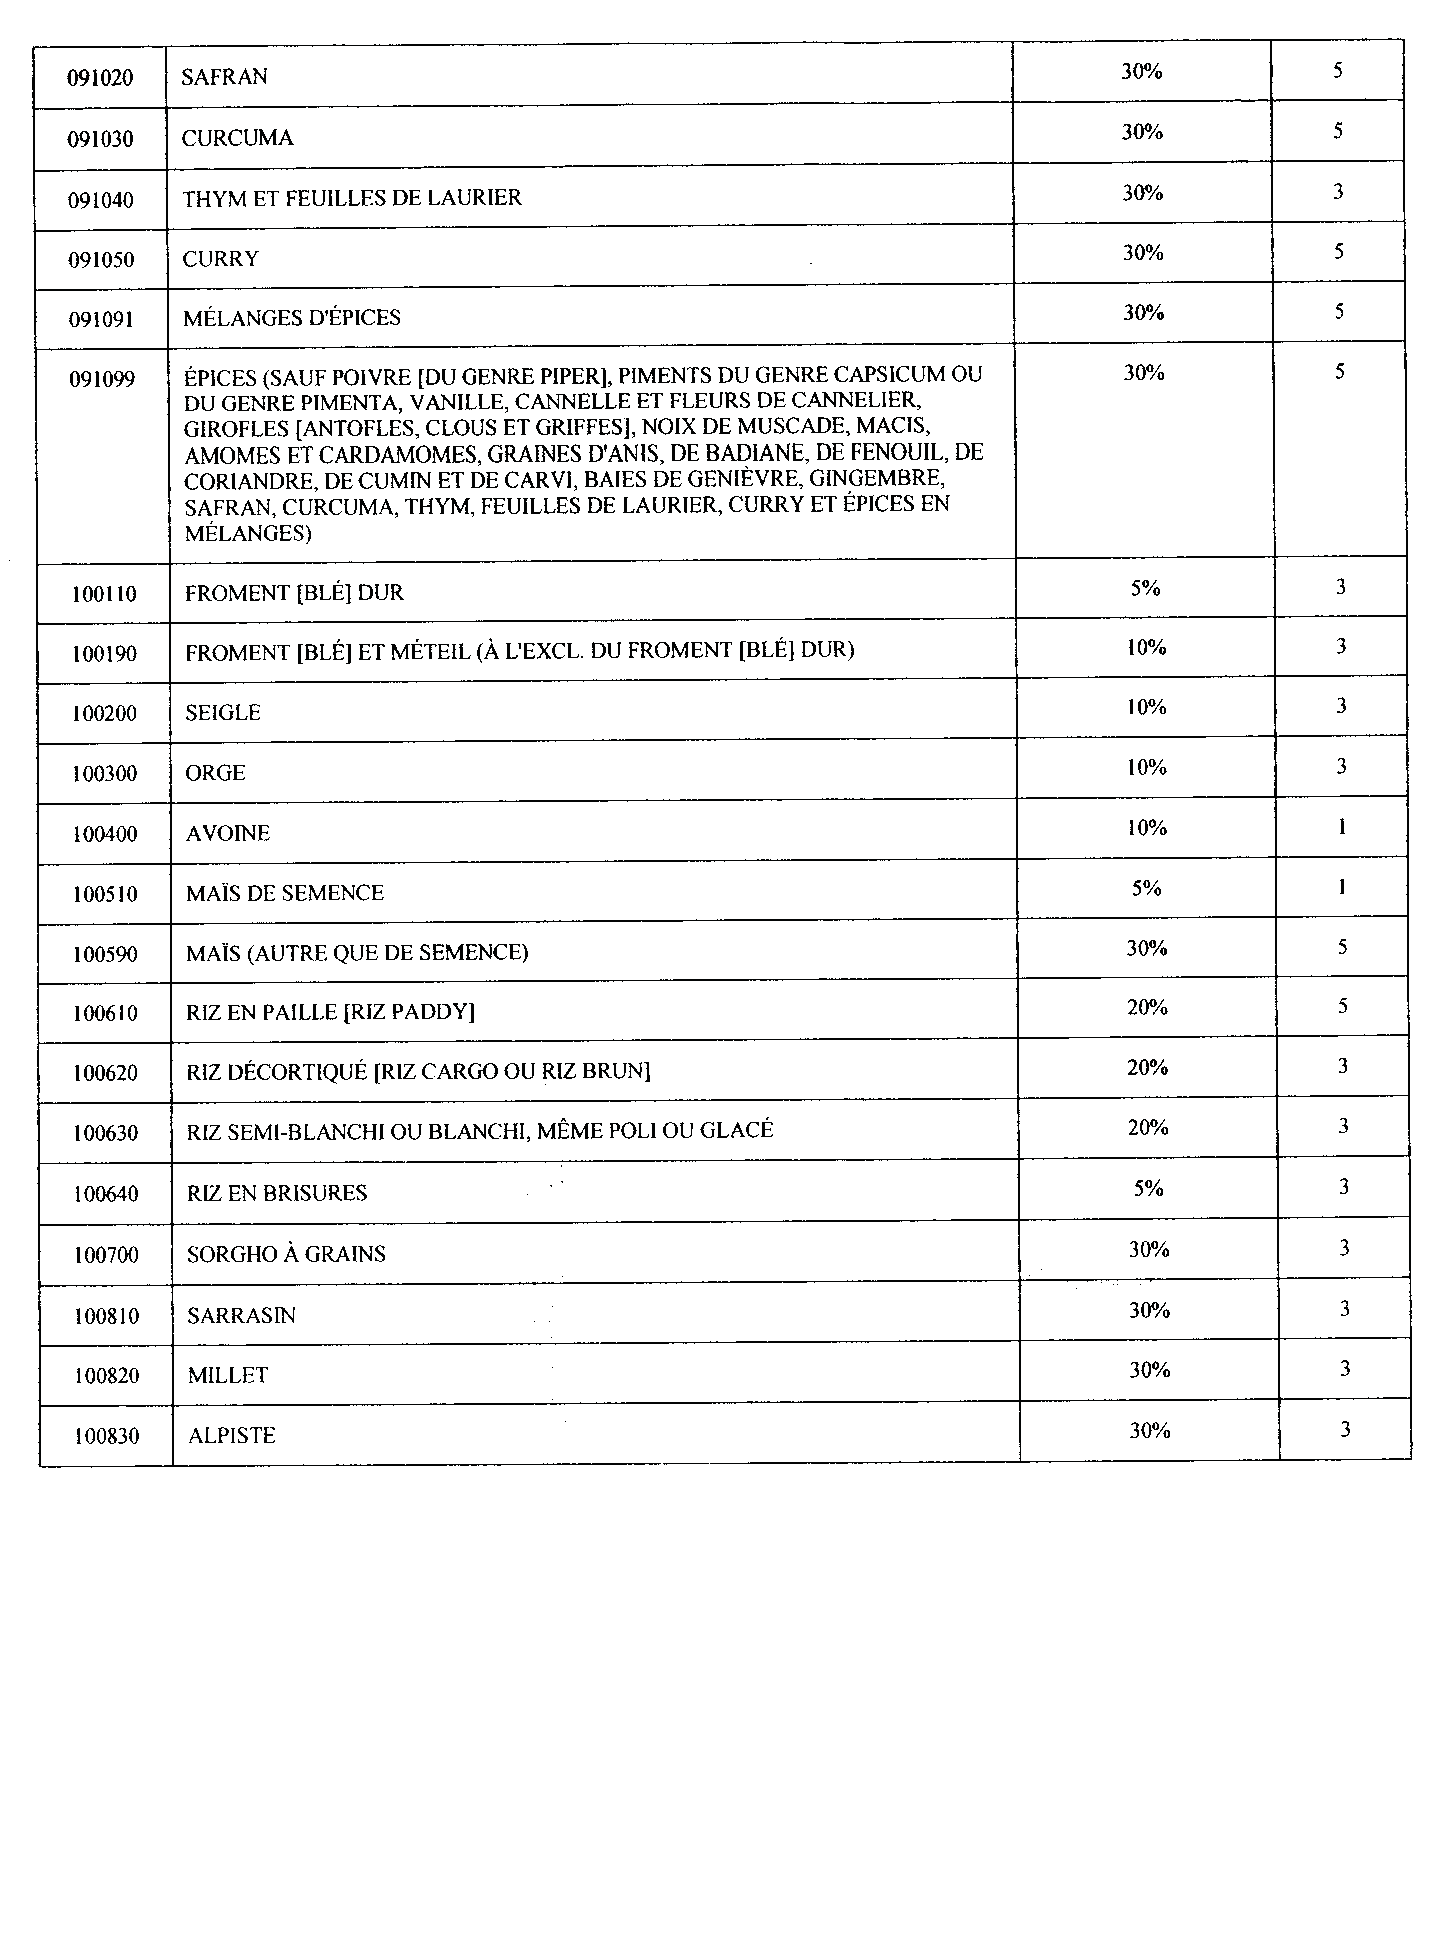 091020 SAFRAN 30% 5
091030 CURCUMA 30% 5
091040 THYM ET FEUILLES DE LAURIER 30% 3
091050 CURRY 30% 5
091091 MÉLANGES D'ÉPICES 30% 5
091099 ÉPICES (SAUF POIVRE [DU GENRE PIPER], PIMENTS DU GENRE CAPSICUM OU 30% 5
DU GENRE PIMENTA, VANILLE, CANNELLE ET FLEURS DE CANNELIER,
GIROFLES [ANTOFLES, CLOUS ET GRIFFES], NOIX DE MUSCADE, MACIS,
AMOMES ET CARDAMOMES, GRAINES D'ANIS, DE BADIANE, DE FENOUIL, DE
CORIANDRE, DE CUMIN ET DE CARVI, BAIES DE GENIÈVRE, GINGEMBRE,
SAFRAN, CURCUMA, THYM, FEUILLES DE LAURIER, CURRY ET ÉPICES EN
MÉLANGES)
100110 FROMENT [BLÉ] DUR 5% 3
100190 FROMENT [BLÉ] ET MÉTEIL (À L'EXCL. DU FROMENT [BLÉ] DUR) 10% 3
100200 SEIGLE 10% 3
100300 ORGE 10% 3
100400 AVOINE 10% 1
100510 MAÏS DE SEMENCE 5% 1
100590 MAÏS (AUTRE QUE DE SEMENCE) 30% 5
100610 RIZ EN PAILLE [RIZ PADDY] 20% 5
100620 RIZ DÉCORTIQUÉ [RIZ CARGO OU RIZ BRUN] 20% 3
100630 RIZ SEMI-BLANCHI OU BLANCHI, MÊME POLI OU GLACÉ 20% 3
100640 RIZ EN BRISURES 5% 3
100700 SORGHO À GRAINS 30% 3
100810 SARRASIN 30% 3
100820 MILLET 30% 3
100830 ALPISTE 30% 3